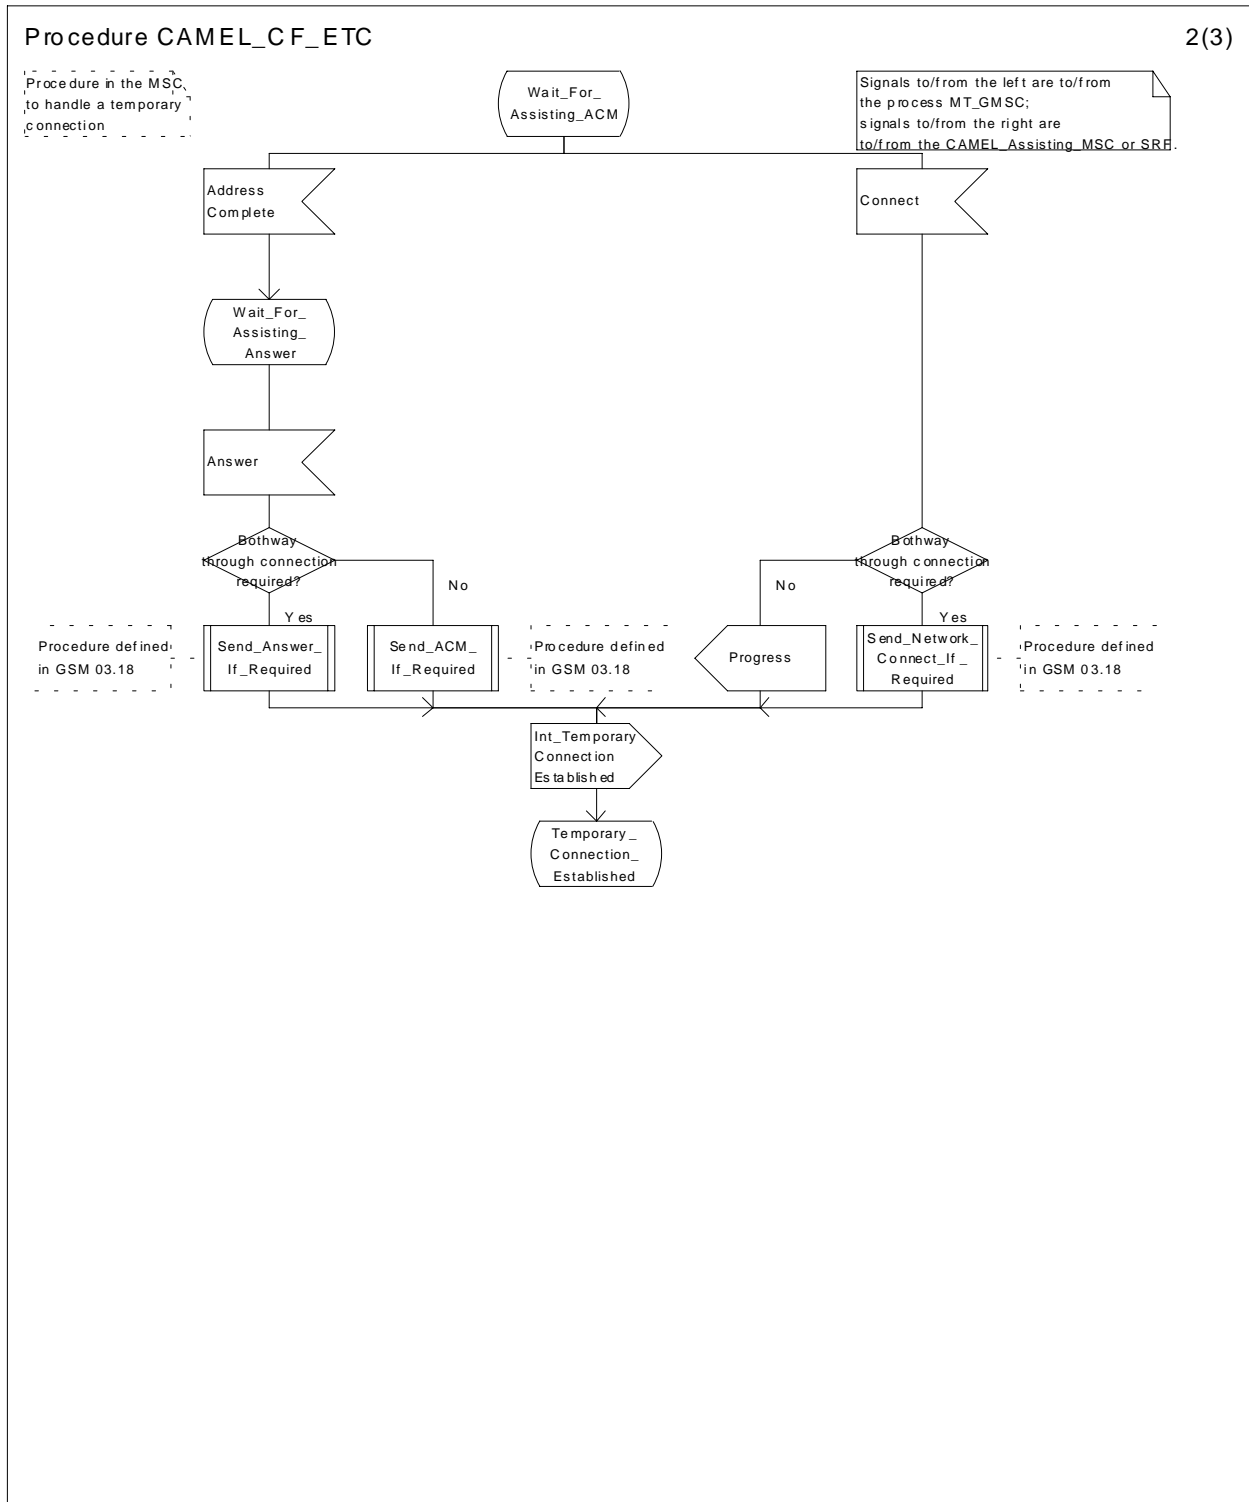 Procedure CAMEL_CF_ETC
2(3)
Procedure in the MSC
to handle a temporary
connection
Wait_For_
Assisting_ACM
Signals to/from the left are to/from
the process MT_GMSC;
signals to/from the right are
to/from the CAMEL_Assisting_MSC or SRF.
Address
Complete
Connect
Wait_For_
Assisting_
Answer
Answer
Bothway
through connection
required?
No
Yes
Bothway
through connection
required?
No
Yes
Procedure defined
in GSM 03.18
Send_Answer_
If_Required
Send_ACM_
If_Required
Procedure defined
in GSM 03.18
Progress
Send_Network_
Connect_If_
Required
Procedure defined
in GSM 03.18
Int_Temporary
Connection
Established
Temporary_
Connection_
Established